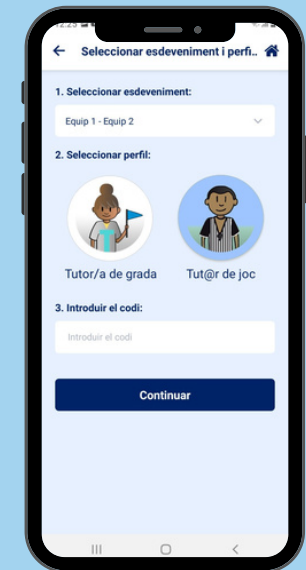 Seleccionar esdeveniment i perfi..
1. Seleccionar esdeveniment:
Equip 1 - Equip 2
2. Seleccionar perfil:
Tutor/a de grada
Tut@r de joc
3. Introduir el codi:
Introduir el codi
Continuar